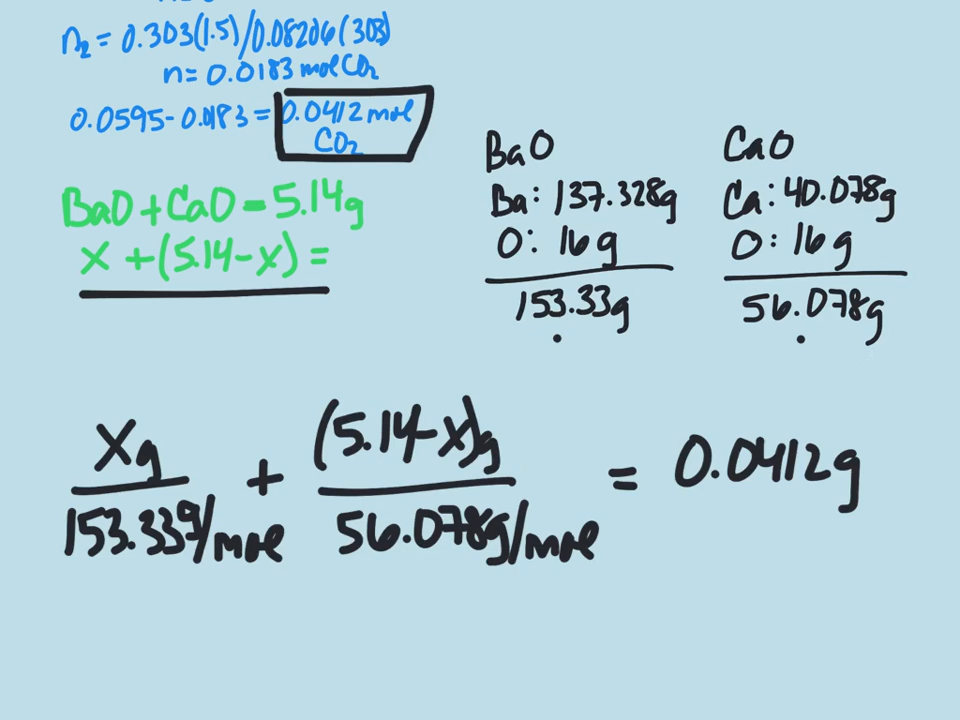 n₂ = 0.303(1.5)/0.08206(303)
n = 0.0183 mol CO₂
0.0595 - 0.0183 = 0.0412 mol
CO₂
BaO + CaO = 5.14g
x + (5.14 - x) =
BaO
Ba: 137.328g
O: 16g
153.33g
CaO
Ca: 40.078g
O: 16g
56.078g
xg/153.33g/mol + (5.14 - x)g/56.078g/mol = 0.0412g